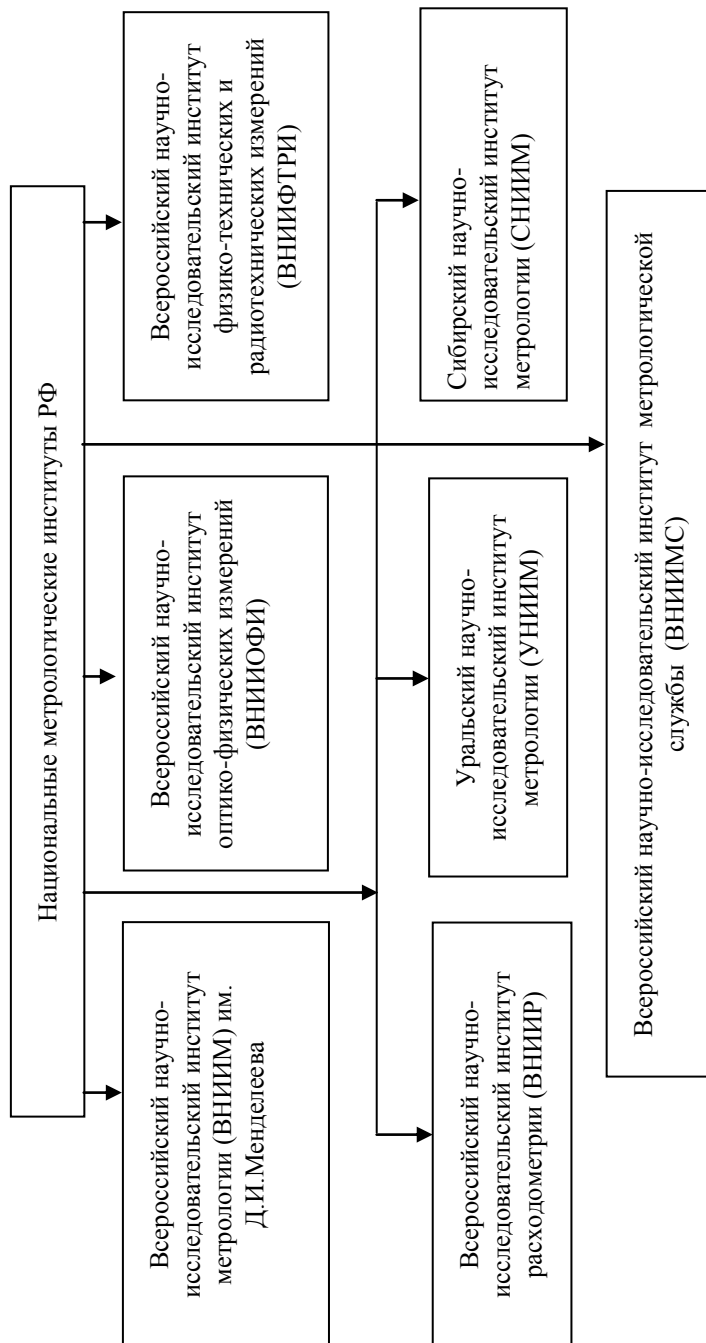 Национальные метрологические институты РФ
Всероссийский научно-
исследовательский институт
метрологии (ВНИИМ) им.
Д.И.Менделеева
Всероссийский научно-
исследовательский институт
оптико-физических измерений
(ВНИИОФИ)
Всероссийский научно-
исследовательский институт
физико-технических и
радиотехнических измерений
(ВНИИФТРИ)
Всероссийский научно-
исследовательский институт
расходометрии (ВНИИР)
Уральский научно-
исследовательский институт
метрологии (УНИИМ)
Сибирский научно-
исследовательский институт
метрологии (СНИИМ)
Всероссийский научно-исследовательский институт метрологической
службы (ВНИИМС)